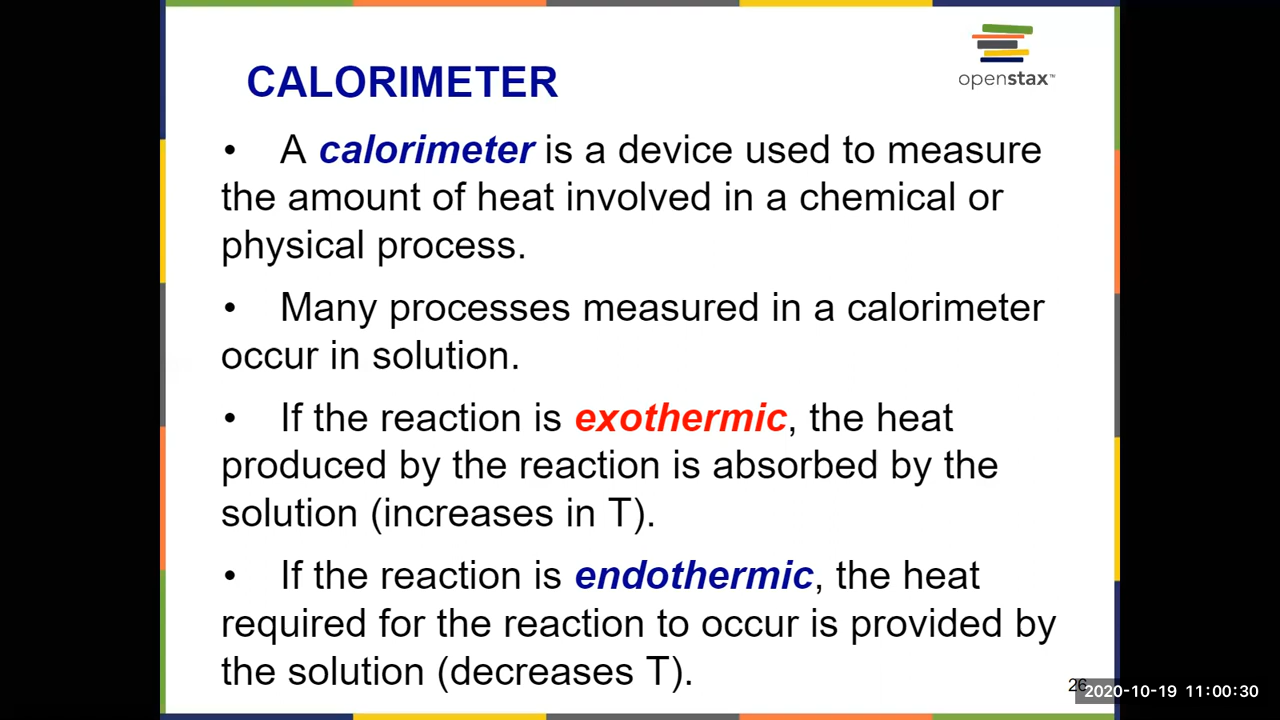 CALORIMETER
openstax™
• A calorimeter is a device used to measure
the amount of heat involved in a chemical or
physical process.
• Many processes measured in a calorimeter
occur in solution.
• If the reaction is exothermic, the heat
produced by the reaction is absorbed by the
solution (increases in T).
• If the reaction is endothermic, the heat
required for the reaction to occur is provided by
the solution (decreases T).
26
2020-10-19 11:00:30